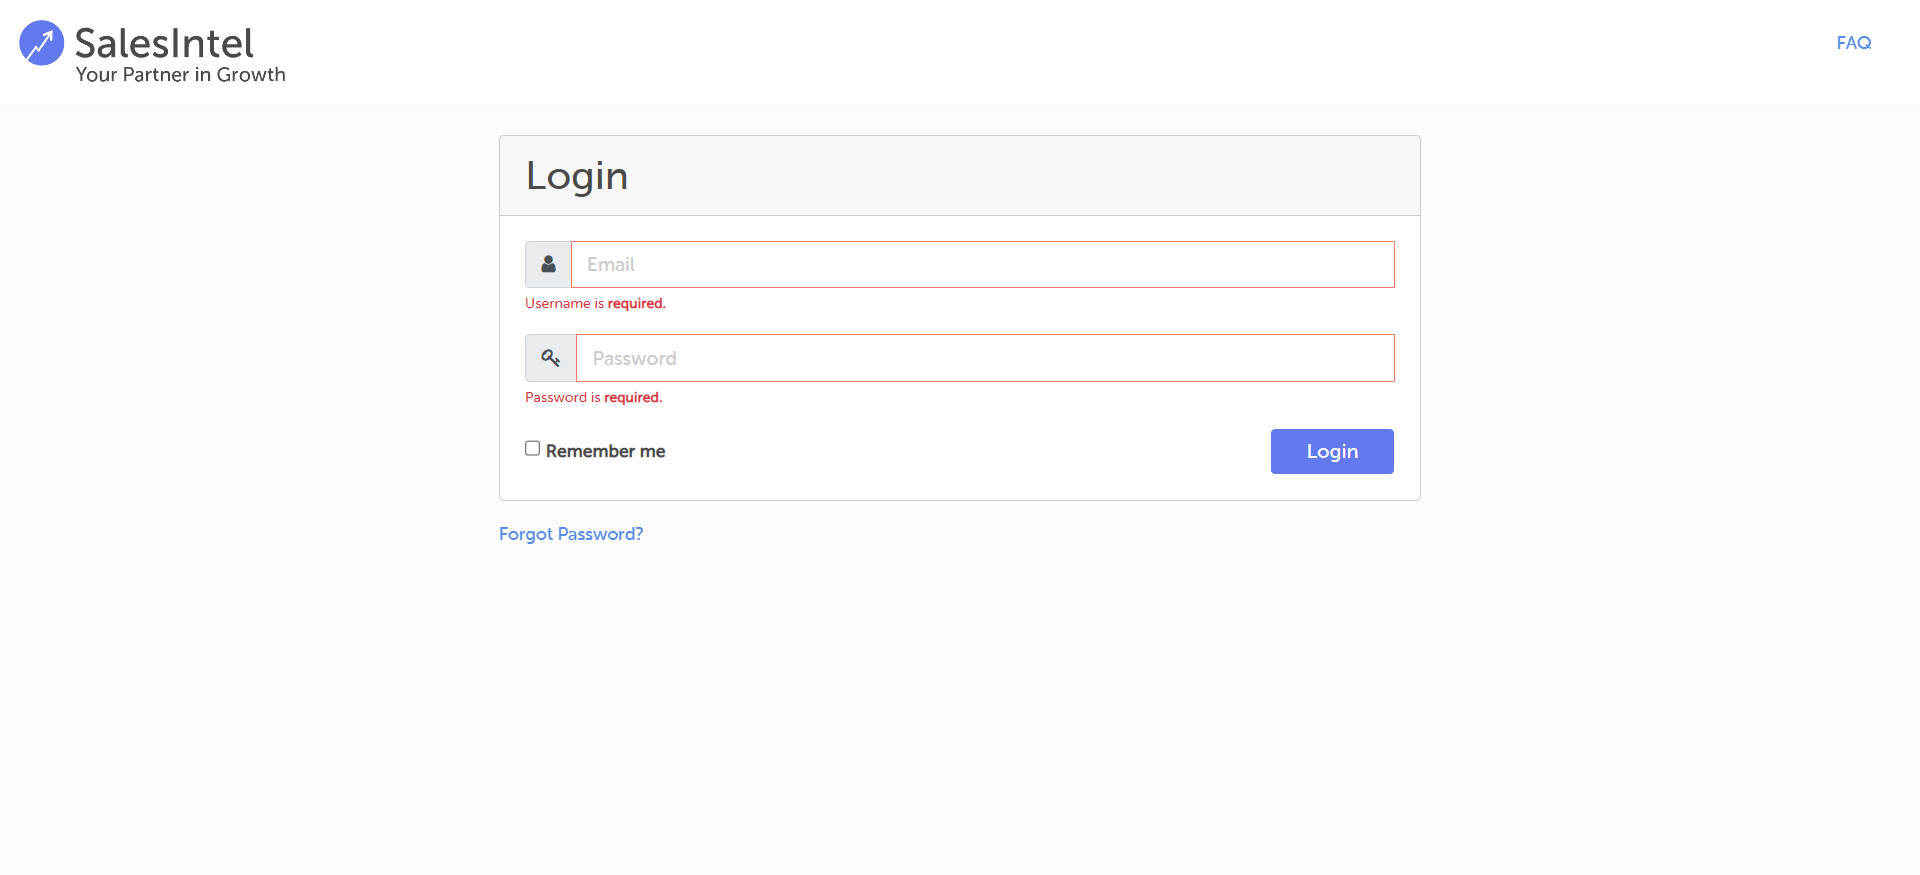 SalesIntel
Your Partner in Growth
FAQ
Login
Email
Username is required.
Password
Password is required.
Remember me
Login
Forgot Password?